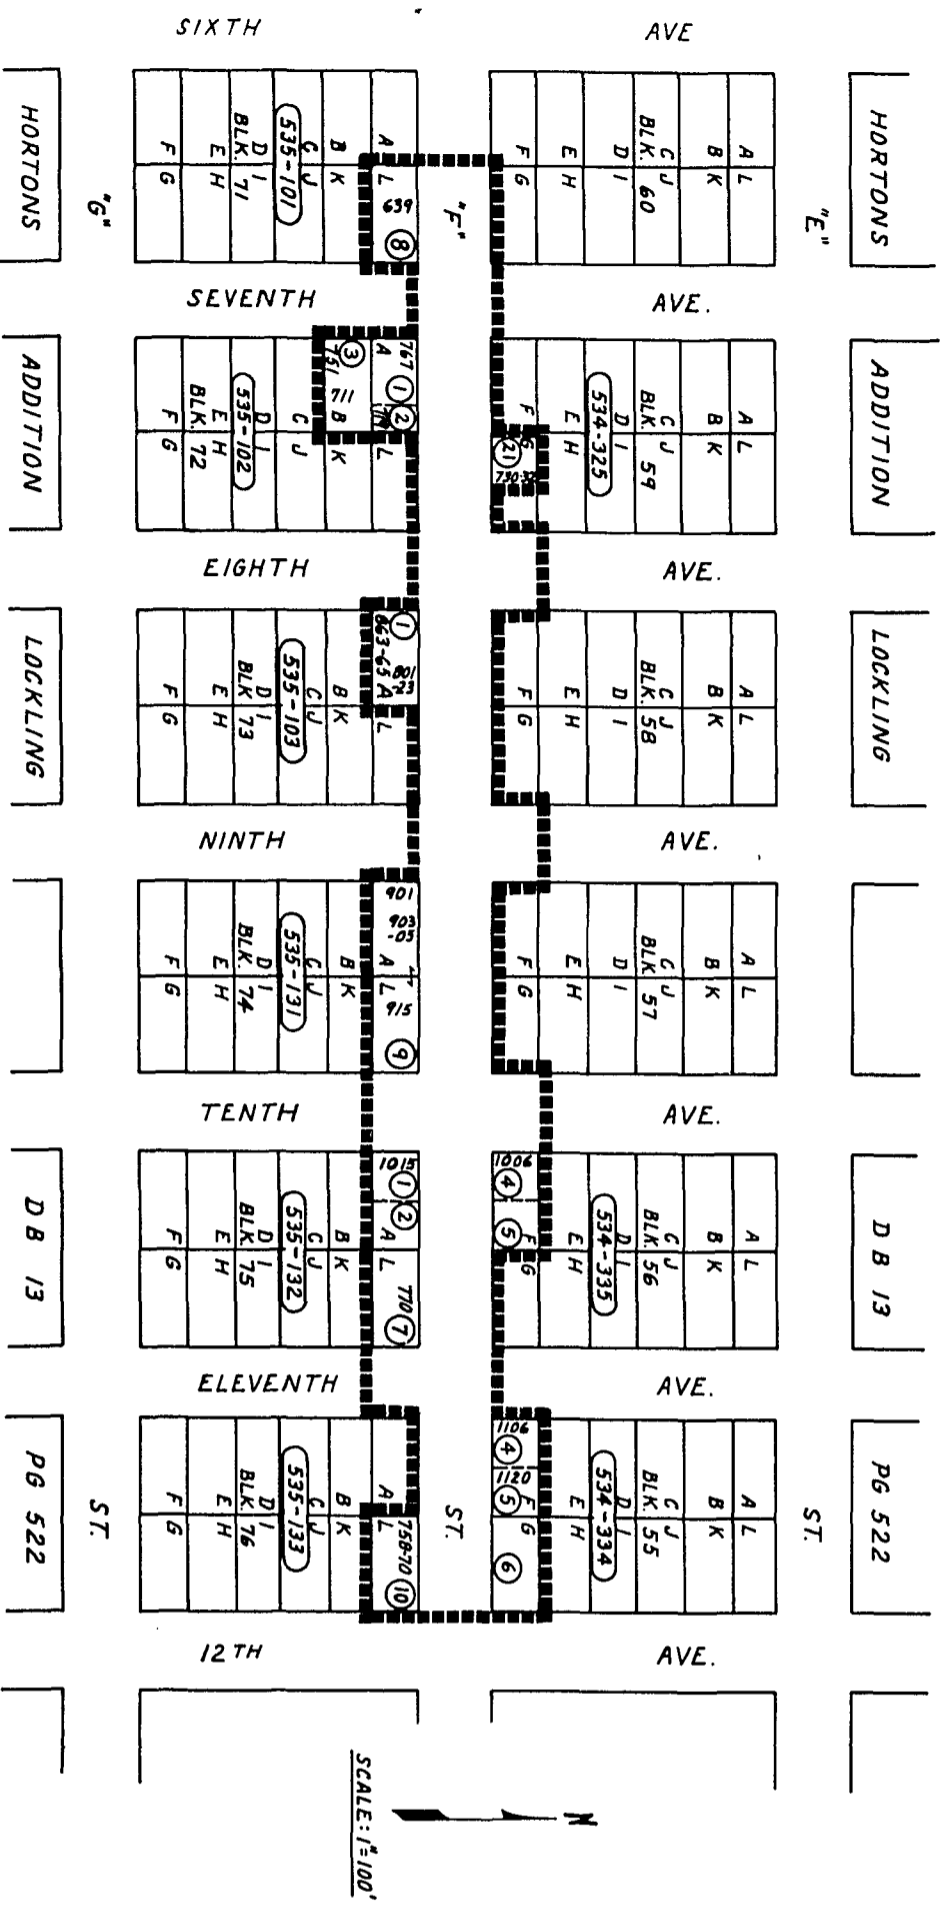 SIXTH AVE
HORTONS
A L
B K
C J
BLK. 71
D I
E H
F G
535-101
639
8
"G"
"F"
A L
B K
C J
BLK. 60
D I
E H
F G
"E"
HORTONS
SEVENTH AVE.
ADDITION
767
1
2
3
751
711
A L
B K
C J
D I
535-102
E H
BLK. 72
F G
A L
B K
C J
BLK. 59
D I
534-325
E H
F G
21
730-32
ADDITION
EIGHTH AVE.
LOCKLING
1
663-65
801
-23
A L
B K
C J
535-103
D I
BLK 73
E H
F G
A L
B K
C J
BLK. 58
D I
E H
F G
LOCKLING
NINTH AVE.
901
903
-05
A L
915
9
B K
C J
535-131
D I
BLK. 74
E H
F G
A L
B K
C J
BLK. 57
D I
E H
F G
TENTH AVE.
D B 13
1015
1
2
A L
770
7
B K
C J
535-132
D I
BLK. 75
E H
F G
1006
4
5
A L
B K
C J
BLK. 56
D I
534-335
E H
F G
D B 13
ELEVENTH AVE.
PG 522
A L
758-70
10
B K
C J
535-133
D I
BLK. 76
E H
F G
ST.
ST.
1106
4
1120
5
6
A L
B K
C J
BLK. 55
D I
534-334
E H
F G
ST.
PG 522
12TH AVE.
N
SCALE: 1"=100'